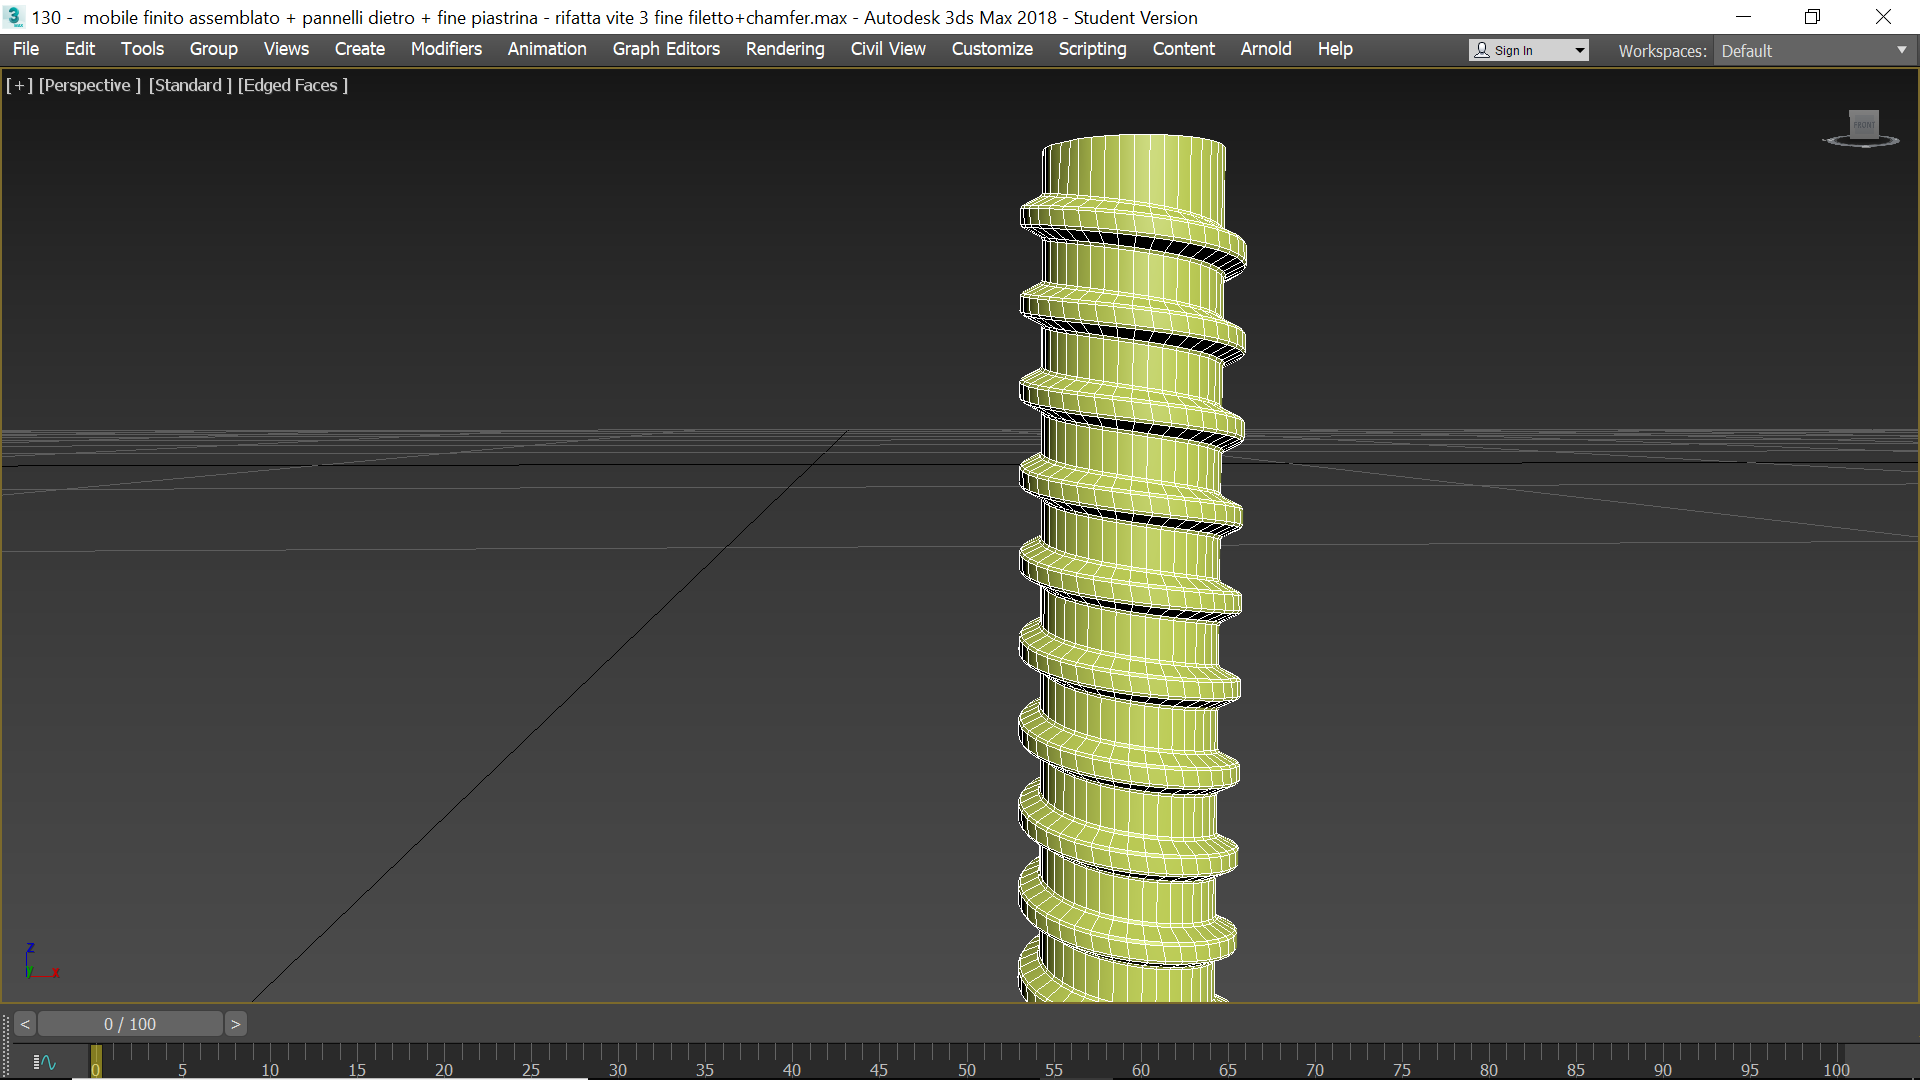 130 - mobile finito assemblato + pannelli dietro + fine piastrina - rifatta vite 3 fine filetto+chamfer.max - Autodesk 3ds Max 2018 - Student Version
File Edit Tools Group Views Create Modifiers Animation Graph Editors Rendering Civil View Customize Scripting Content Arnold Help Sign In Workspaces: Default
[+] [Perspective ] [Standard ] [Edged Faces ]
FRONT
z
y x
< 0 / 100 >
0 5 10 15 20 25 30 35 40 45 50 55 60 65 70 75 80 85 90 95 100